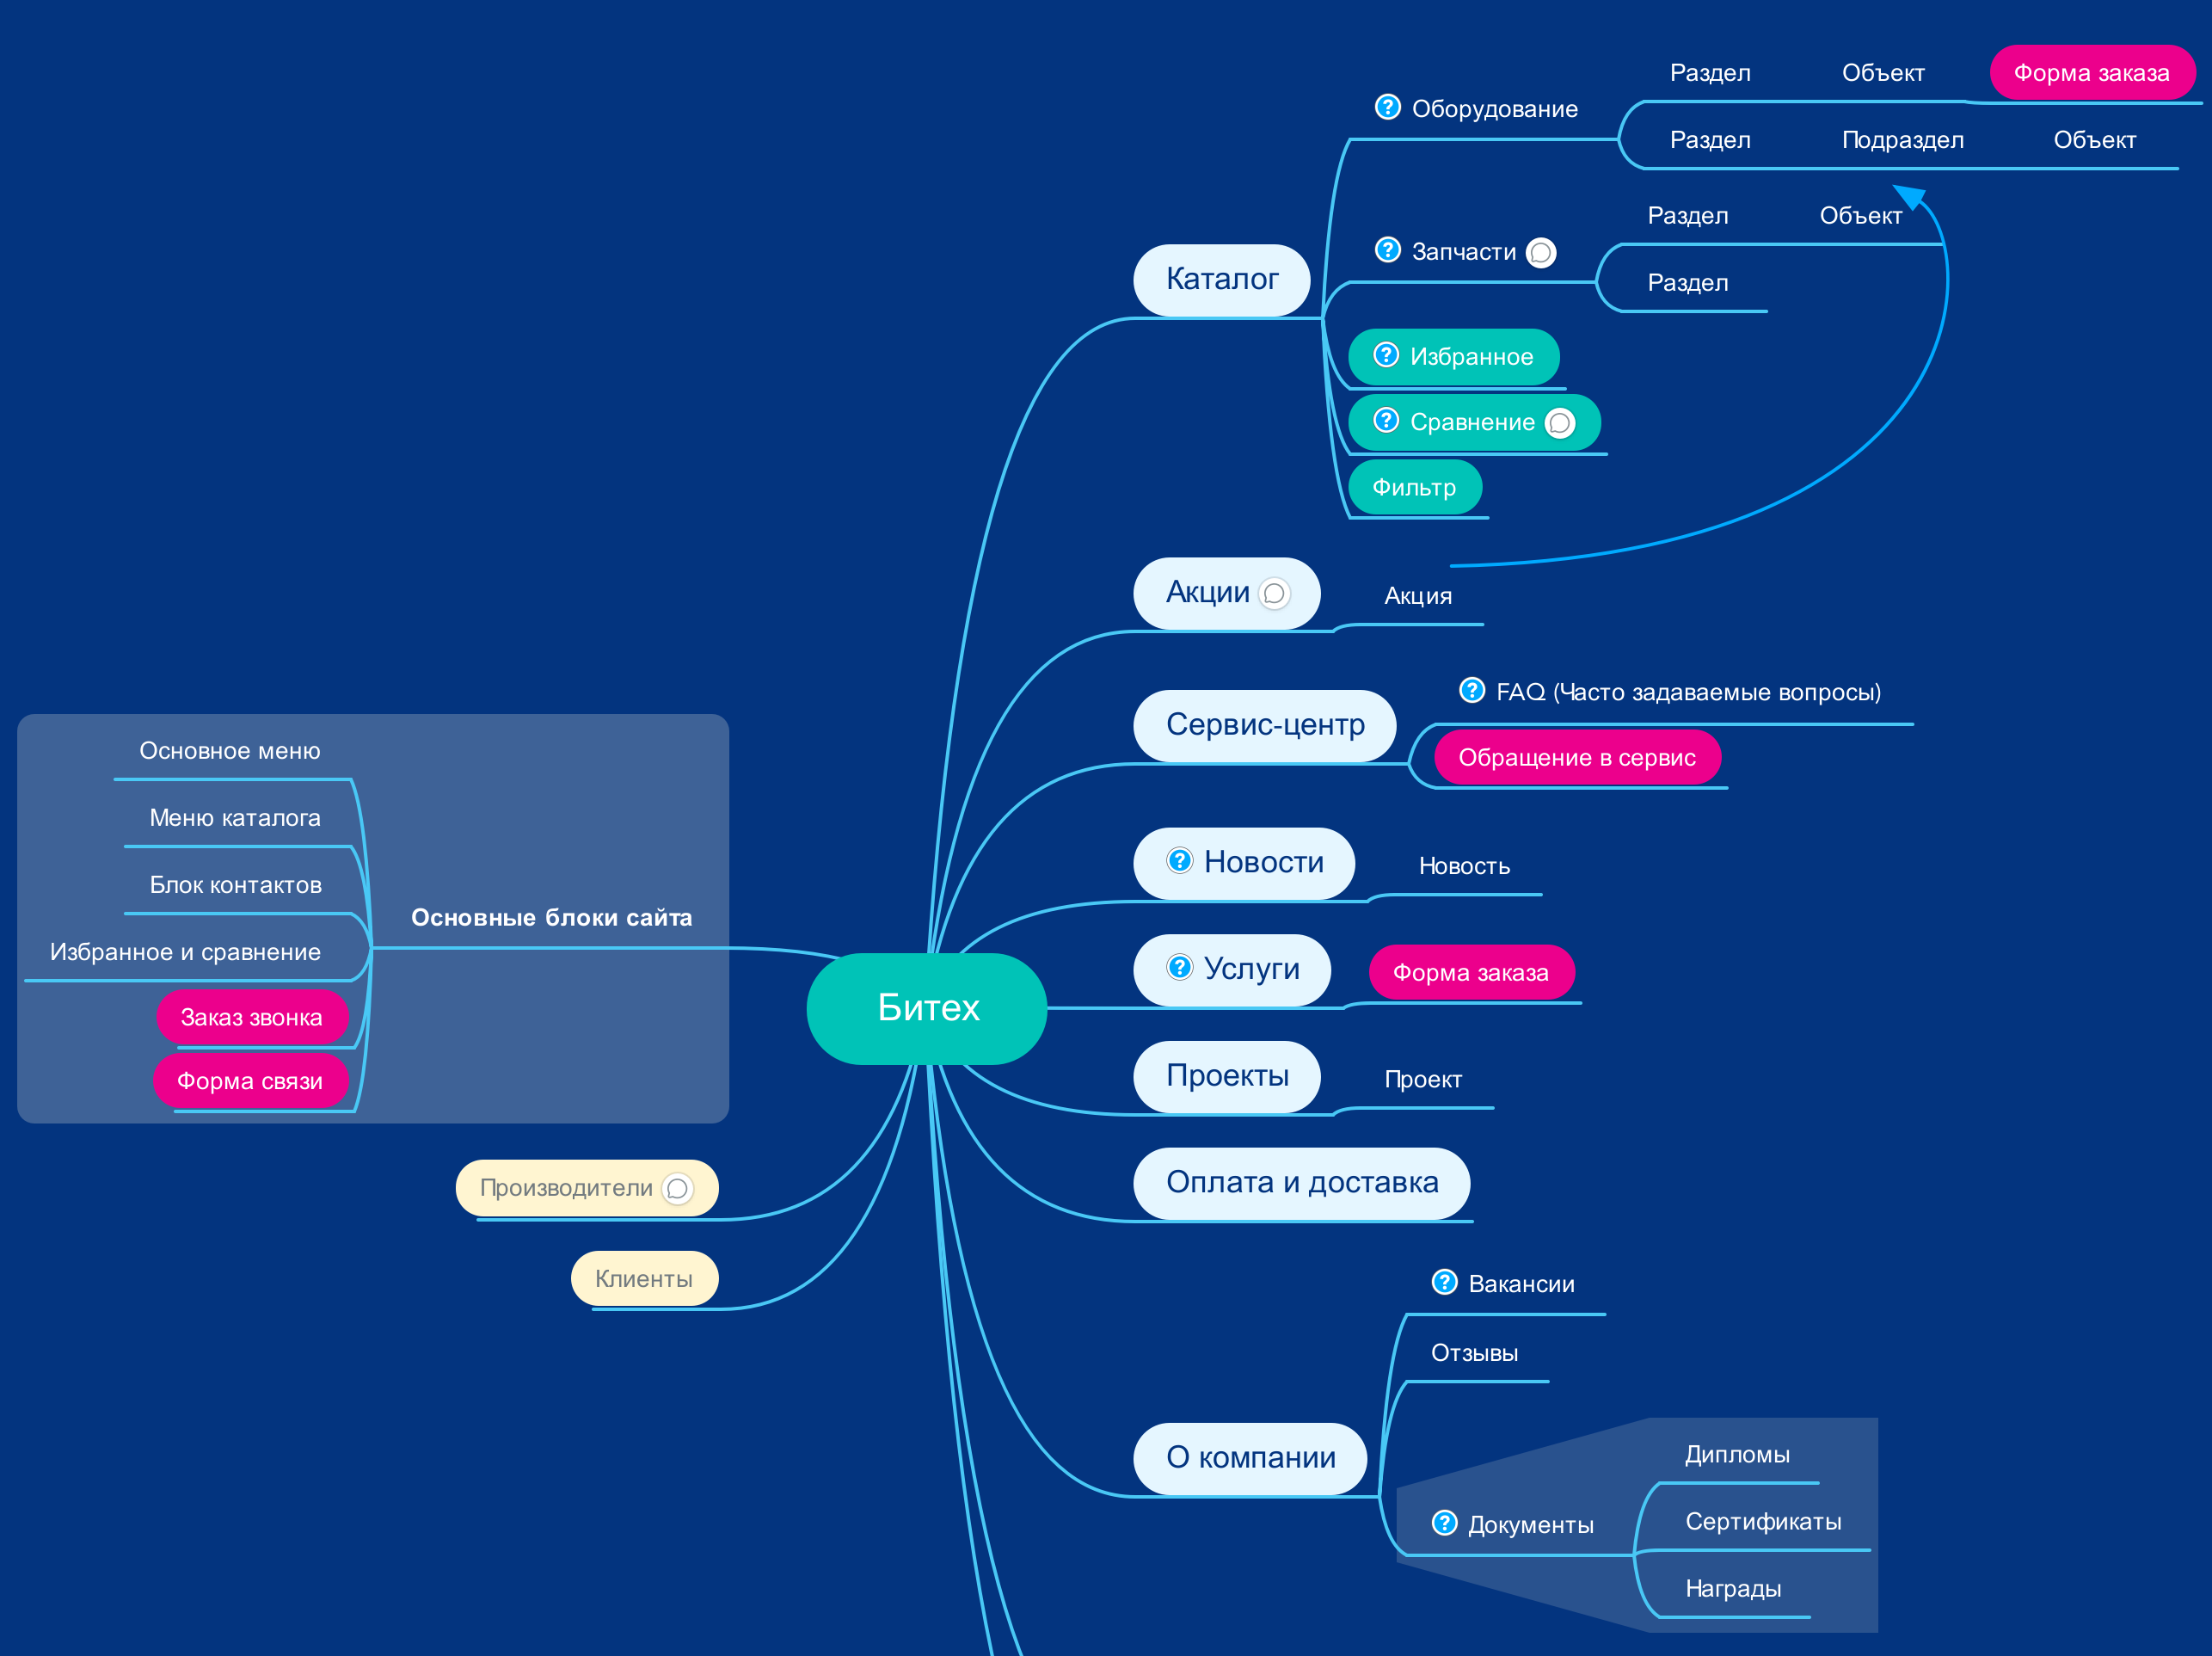 Раздел
Объект
Форма заказа
Оборудование
Раздел
Подраздел
Объект
Каталог
Запчасти
Раздел
Объект
Раздел
Избранное
Сравнение
Фильтр
Акции
Акция
Сервис-центр
FAQ (Часто задаваемые вопросы)
Обращение в сервис
Новости
Новость
Услуги
Форма заказа
Проекты
Проект
Оплата и доставка
О компании
Вакансии
Отзывы
Документы
Дипломы
Сертификаты
Награды
Битех
Основные блоки сайта
Основное меню
Меню каталога
Блок контактов
Избранное и сравнение
Заказ звонка
Форма связи
Производители
Клиенты